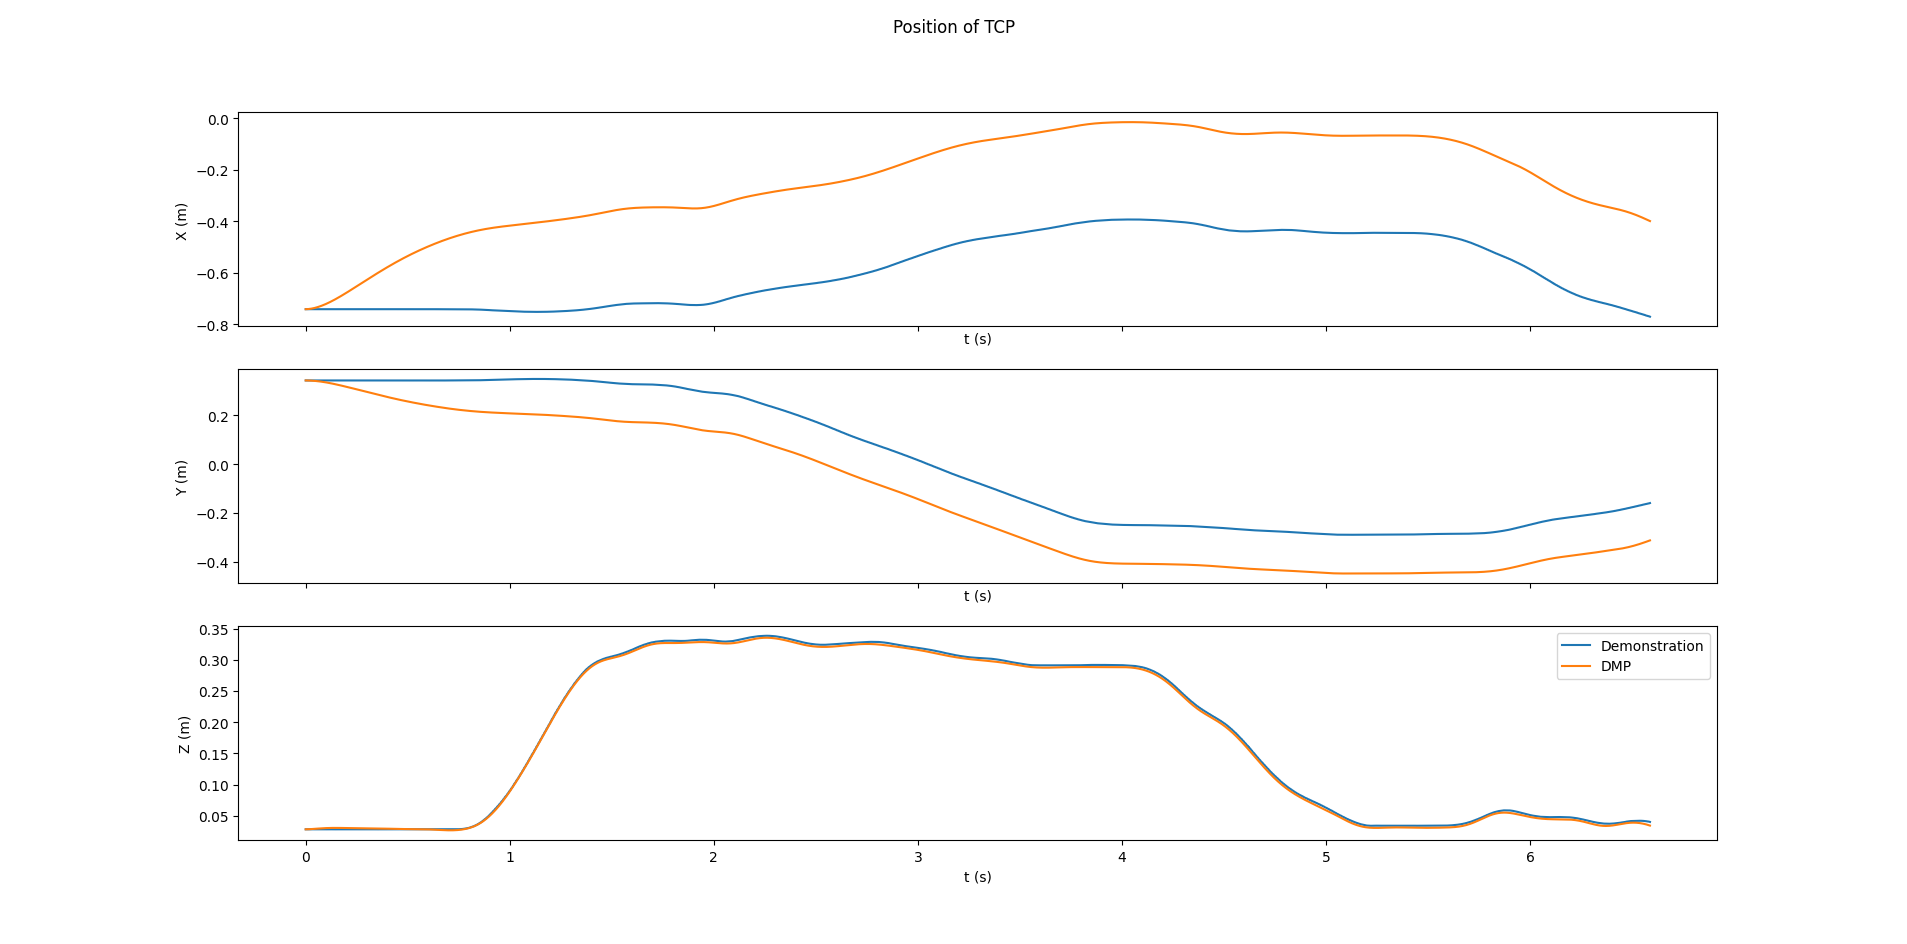 Position of TCP
0.0
−0.2
−0.4
−0.6
−0.8
X (m)
t (s)
0.2
0.0
−0.2
−0.4
Y (m)
t (s)
0.35
0.30
0.25
0.20
0.15
0.10
0.05
Z (m)
Demonstration
DMP
0 1 2 3 4 5 6
t (s)